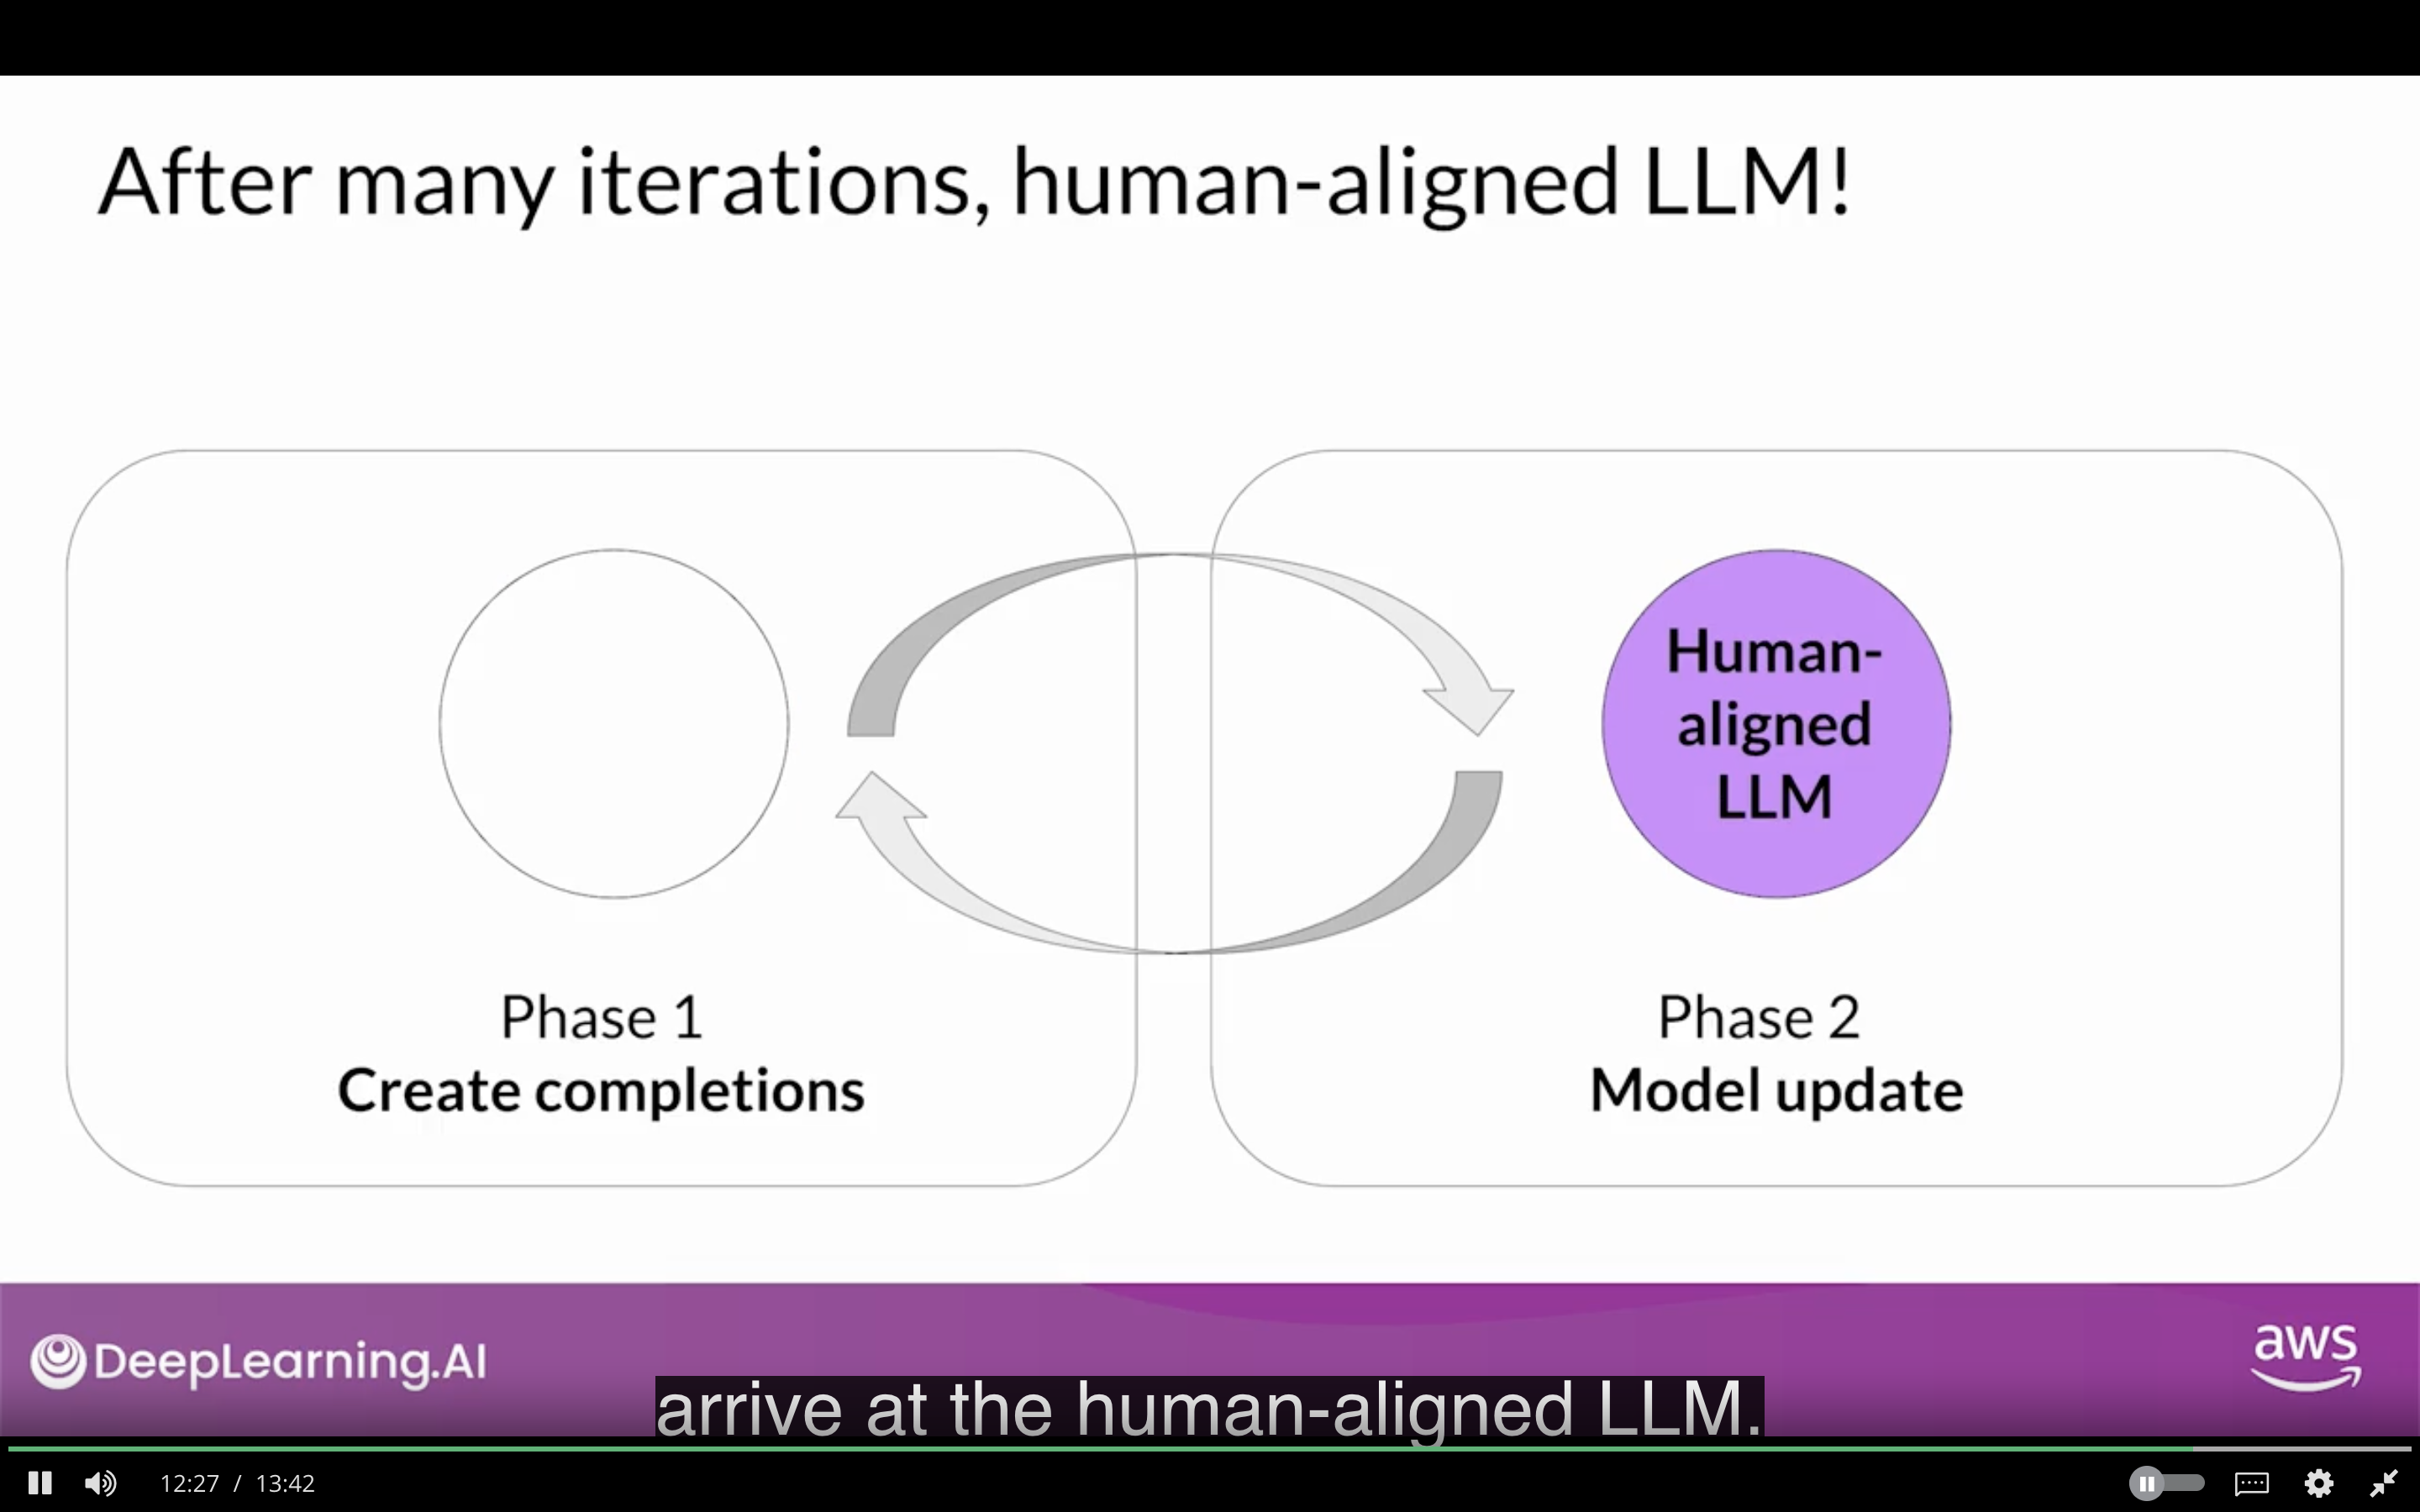 After many iterations, human-aligned LLM!
Human-
aligned
LLM
Phase 1
Create completions
Phase 2
Model update
DeepLearning.AI
aws
arrive at the human-aligned LLM.
12:27 / 13:42